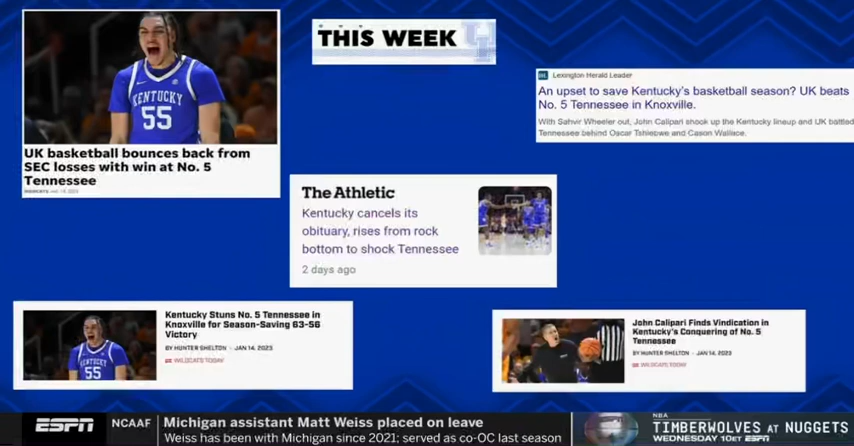 THIS WEEK
KENTUCKY
55
UK basketball bounces back from
SEC losses with win at No. 5
Tennessee
Lexington Herald Leader
An upset to save Kentucky's basketball season? UK beats
No. 5 Tennessee in Knoxville.
With Sahvir Wheeler out, John Calipari shook up the Kentucky lineup and UK battled
Tennessee behind Oscar Tshiebwe and Cason Wallace.
The Athletic
Kentucky cancels its
obituary, rises from rock
bottom to shock Tennessee
2 days ago
KENTUCKY
55
Kentucky Stuns No. 5 Tennessee in
Knoxville for Season-Saving 63-56
Victory
BY HUNTER SHELTON - JAN 14, 2023
WILDCATS TODAY
John Calipari Finds Vindication in
Kentucky's Conquering of No. 5
Tennessee
BY HUNTER SHELTON - JAN 14, 2023
WILDCATS TODAY
ESPN
NCAAF
Michigan assistant Matt Weiss placed on leave
Weiss has been with Michigan since 2021; served as co-OC last season
NBA
TIMBERWOLVES AT NUGGETS
WEDNESDAY 10ET ESPN